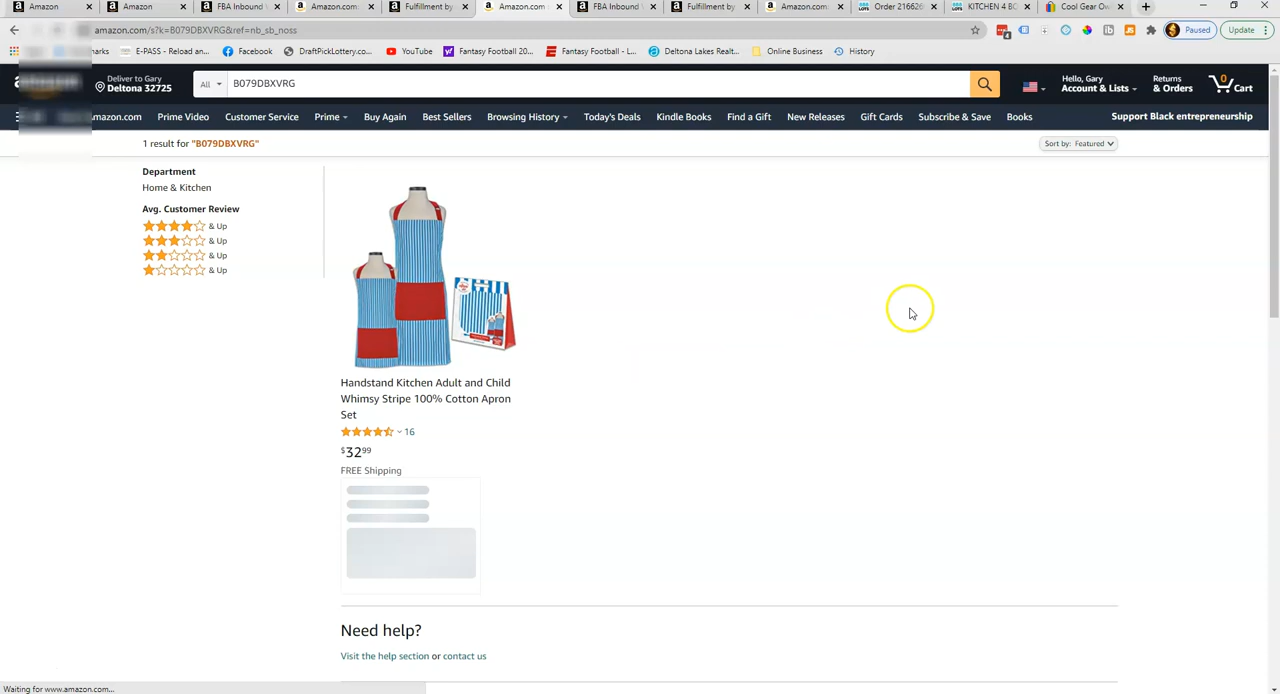 Amazon
Amazon
FBA Inbound
Amazon.com:
Fulfillment by
Amazon.com
FBA Inbound
Fulfillment by
Amazon.com:
Order 21662
KITCHEN 4 BO
Cool Gear Ow
amazon.com/s?k=B079DBXVRG&ref=nb_sb_noss
Paused
Update
E-PASS - Reload an...
Facebook
DraftPickLottery.co...
YouTube
Fantasy Football 20...
Fantasy Football - L...
Deltona Lakes Realt...
Online Business
History
Deliver to Gary
Deltona 32725
All
B079DBXVRG
Hello, Gary
Account & Lists
Returns
& Orders
0
Cart
Prime Video
Customer Service
Prime
Buy Again
Best Sellers
Browsing History
Today's Deals
Kindle Books
Find a Gift
New Releases
Gift Cards
Subscribe & Save
Books
Support Black entrepreneurship
1 result for "B079DBXVRG"
Sort by: Featured
Department
Home & Kitchen
Avg. Customer Review
& Up
& Up
& Up
& Up
Handstand Kitchen Adult and Child
Whimsy Stripe 100% Cotton Apron
Set
16
$32⁹⁹
FREE Shipping
Need help?
Visit the help section or contact us
Waiting for www.amazon.com...